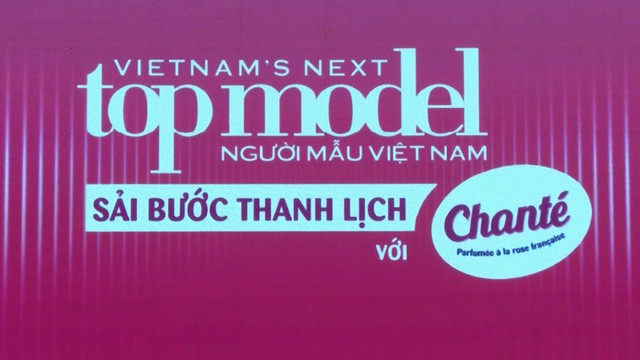 VIETNAM'S NEXT
top model
NGƯỜI MẪU VIỆT NAM
SẢI BƯỚC THANH LỊCH
VỚI
Chanté
Parfumée à la rose française